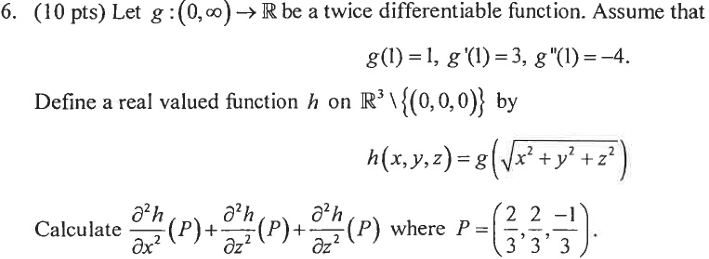 6. (10 pts) Let g : (0, ∞) → ℝ be a twice differentiable function. Assume that
g(1) = 1, g'(1) = 3, g"(1) = −4.
Define a real valued function h on ℝ³ \ {(0,0,0)} by
h(x, y, z) = g(√(x² + y² + z²))
Calculate ∂²h/∂x² (P) + ∂²h/∂z² (P) + ∂²h/∂z² (P) where P = (2/3, 2/3, −1/3).